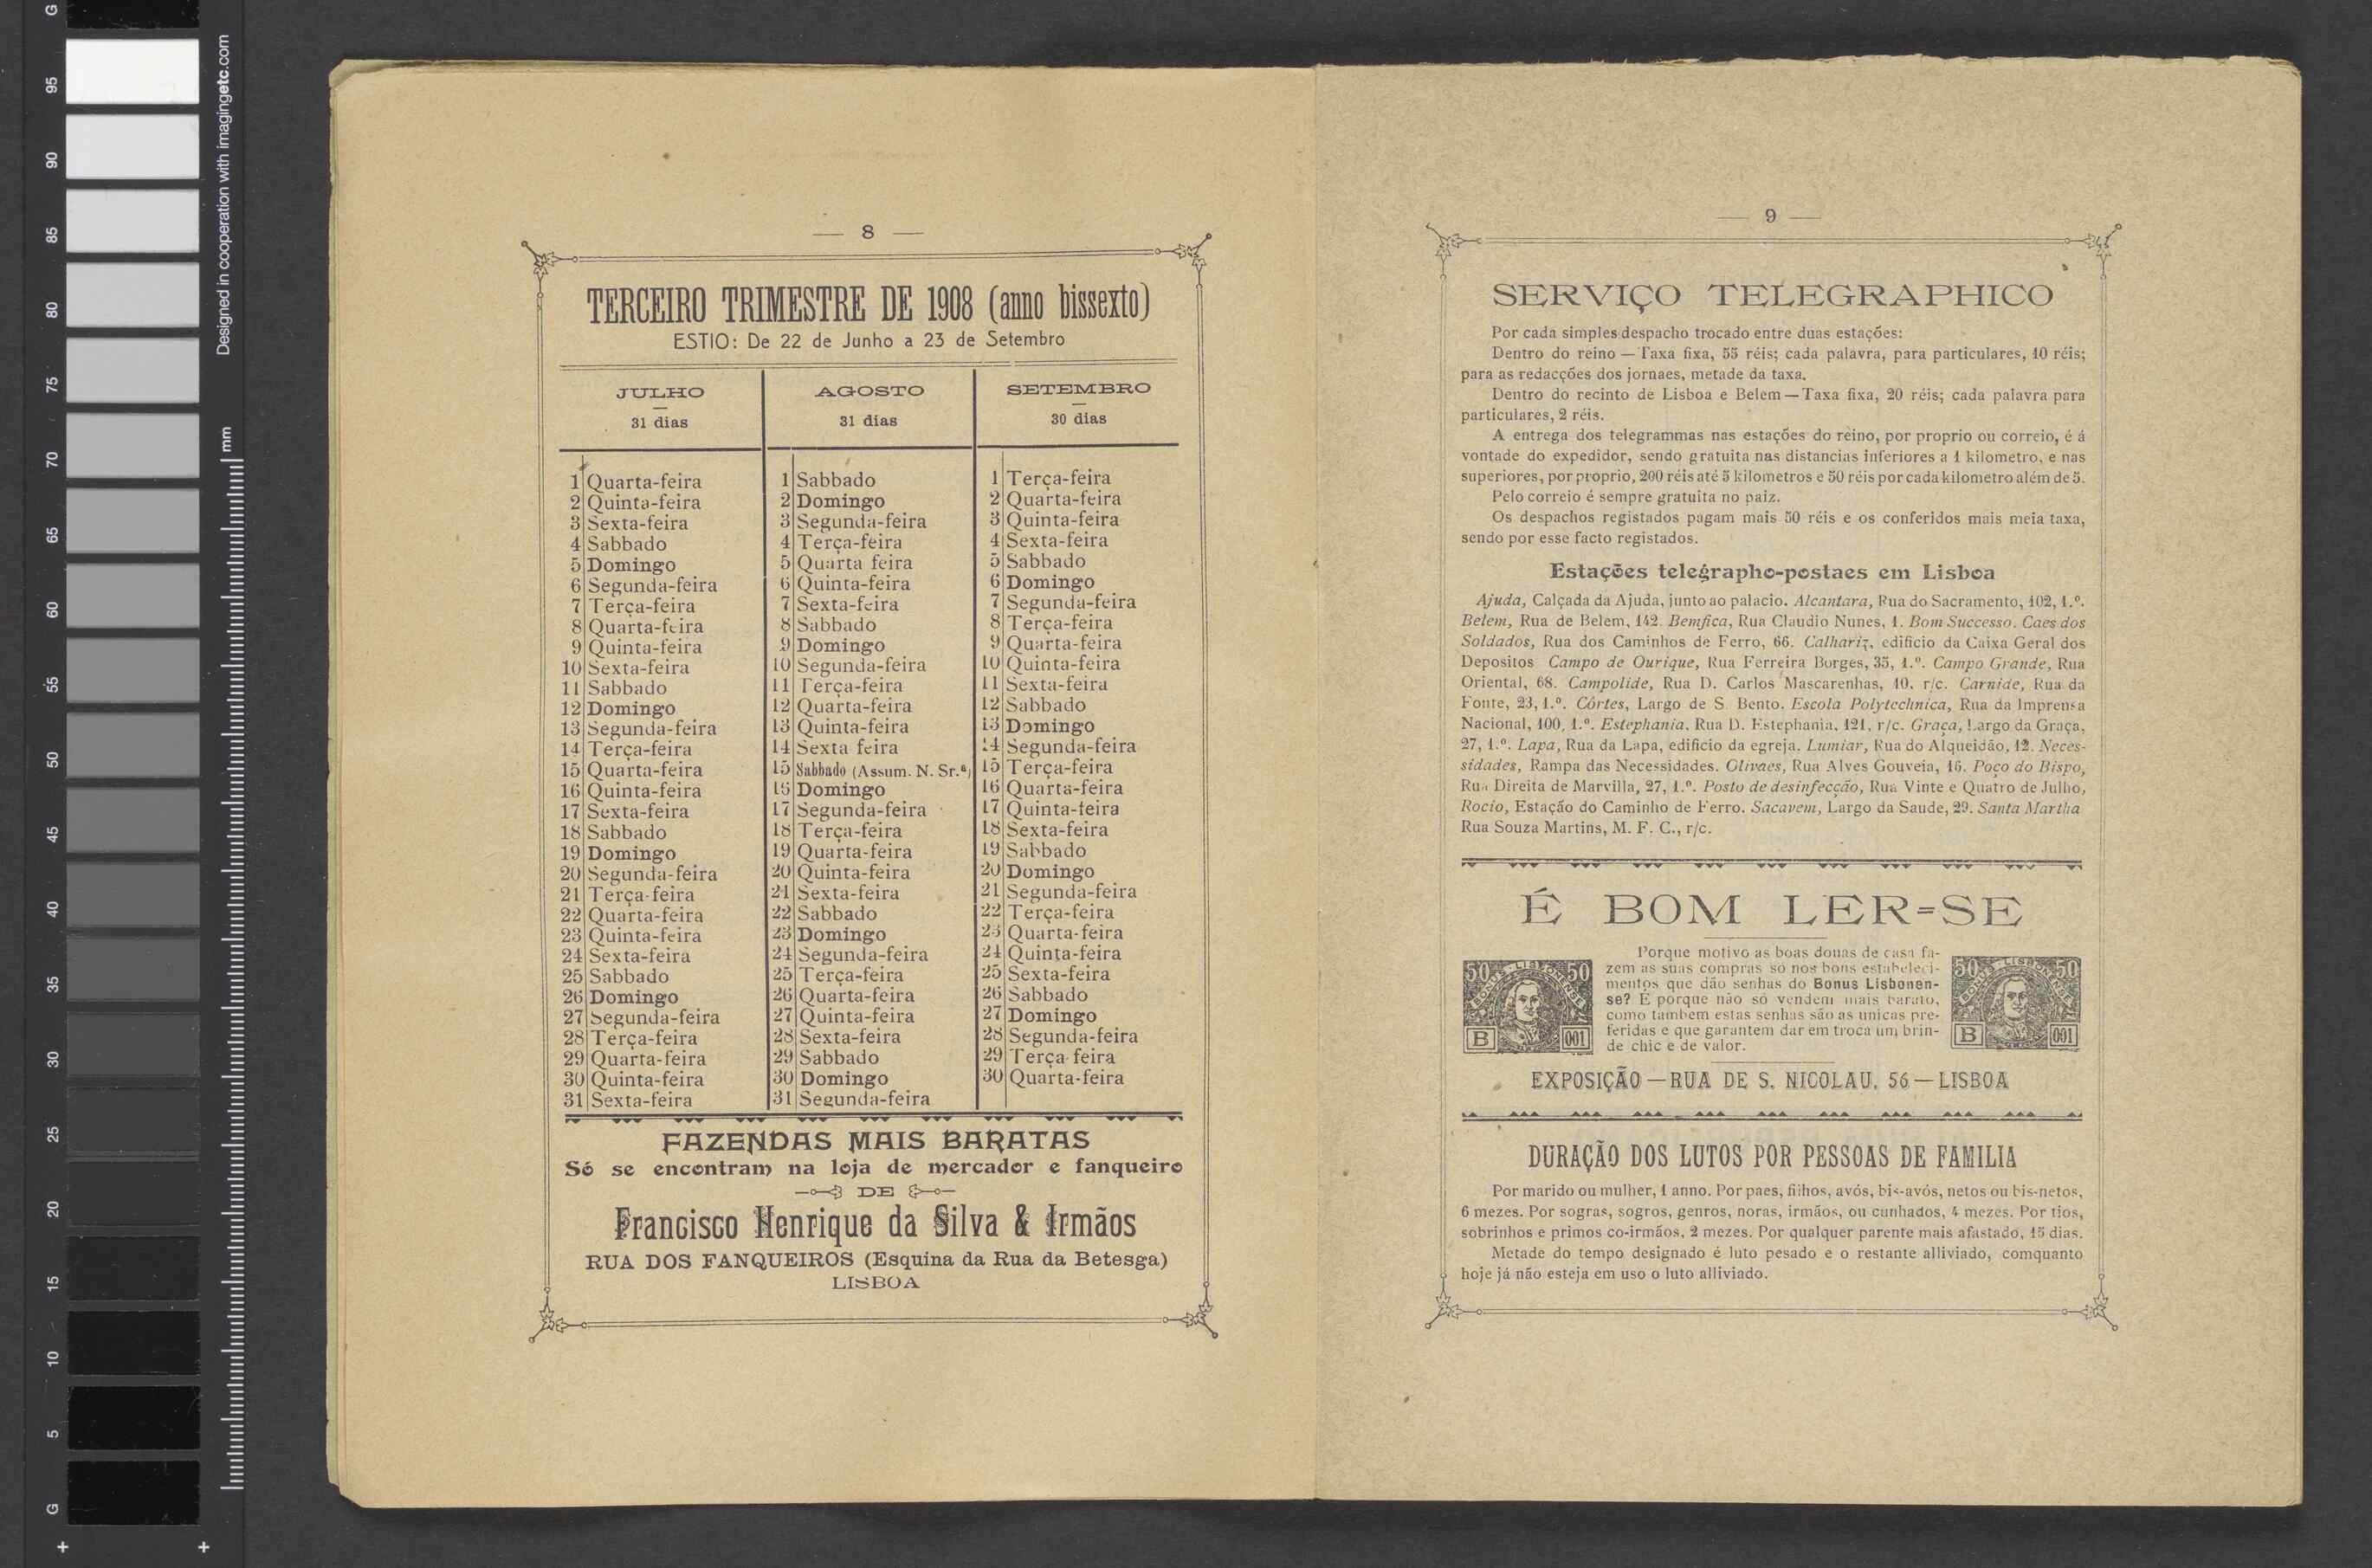 Designed in cooperation with imagingetc.com
mm
G
95
90
85
80
75
70
65
60
55
50
45
40
35
30
25
20
15
10
5
G
— 8 —
TERCEIRO TRIMESTRE DE 1908 (anno bissexto)
ESTIO: De 22 de Junho a 23 de Setembro
JULHO
31 dias
1 Quarta-feira
2 Quinta-feira
3 Sexta-feira
4 Sabbado
5 Domingo
6 Segunda-feira
7 Terça-feira
8 Quarta-feira
9 Quinta-feira
10 Sexta-feira
11 Sabbado
12 Domingo
13 Segunda-feira
14 Terça-feira
15 Quarta-feira
16 Quinta-feira
17 Sexta-feira
18 Sabbado
19 Domingo
20 Segunda-feira
21 Terça-feira
22 Quarta-feira
23 Quinta-feira
24 Sexta-feira
25 Sabbado
26 Domingo
27 Segunda-feira
28 Terça-feira
29 Quarta-feira
30 Quinta-feira
31 Sexta-feira
AGOSTO
31 dias
1 Sabbado
2 Domingo
3 Segunda-feira
4 Terça-feira
5 Quarta feira
6 Quinta-feira
7 Sexta-feira
8 Sabbado
9 Domingo
10 Segunda-feira
11 Terça-feira
12 Quarta-feira
13 Quinta-feira
14 Sexta feira
15 Sabbado (Assum. N. Sr.ª)
16 Domingo
17 Segunda-feira
18 Terça-feira
19 Quarta-feira
20 Quinta-feira
21 Sexta-feira
22 Sabbado
23 Domingo
24 Segunda-feira
25 Terça-feira
26 Quarta-feira
27 Quinta-feira
28 Sexta-feira
29 Sabbado
30 Domingo
31 Segunda-feira
SETEMBRO
30 dias
1 Terça-feira
2 Quarta-feira
3 Quinta-feira
4 Sexta-feira
5 Sabbado
6 Domingo
7 Segunda-feira
8 Terça-feira
9 Quarta-feira
10 Quinta-feira
11 Sexta-feira
12 Sabbado
13 Domingo
14 Segunda-feira
15 Terça-feira
16 Quarta-feira
17 Quinta-feira
18 Sexta-feira
19 Sabbado
20 Domingo
21 Segunda-feira
22 Terça-feira
23 Quarta-feira
24 Quinta-feira
25 Sexta-feira
26 Sabbado
27 Domingo
28 Segunda-feira
29 Terça-feira
30 Quarta-feira
FAZENDAS MAIS BARATAS
Só se encontram na loja de mercador e fanqueiro
DE
Francisco Henrique da Silva & Irmãos
RUA DOS FANQUEIROS (Esquina da Rua da Betesga)
LISBOA
— 9 —
SERVIÇO TELEGRAPHICO
Por cada simples despacho trocado entre duas estações:
Dentro do reino — Taxa fixa, 55 réis; cada palavra, para particulares, 10 réis;
para as redacções dos jornaes, metade da taxa.
Dentro do recinto de Lisboa e Belem — Taxa fixa, 20 réis; cada palavra para
particulares, 2 réis.
A entrega dos telegrammas nas estações do reino, por proprio ou correio, é á
vontade do expedidor, sendo gratuita nas distancias inferiores a 1 kilometro, e nas
superiores, por proprio, 200 réis até 5 kilometros e 50 réis por cada kilometro além de 5.
Pelo correio é sempre gratuita no paiz.
Os despachos registados pagam mais 50 réis e os conferidos mais meia taxa,
sendo por esse facto registados.
Estações telégrapho-postaes em Lisboa
Ajuda, Calçada da Ajuda, junto ao palacio. Alcantara, Rua do Sacramento, 102, 1.º.
Belem, Rua de Belem, 142. Bemfica, Rua Claudio Nunes, 1. Bom Successo. Caes dos
Soldados, Rua dos Caminhos de Ferro, 66. Calhariz, edificio da Caixa Geral dos
Depositos Campo de Ourique, Rua Ferreira Borges, 35, 1.º. Campo Grande, Rua
Oriental, 68. Campolide, Rua D. Carlos Mascarenhas, 10. r/c. Carnide, Rua da
Fonte, 23, 1.º. Côrtes, Largo de S. Bento. Escola Polytechnica, Rua da Imprensa
Nacional, 100, 1.º. Estephania, Rua D. Estephania, 121, r/c. Graça, Largo da Graça,
27, 1.º. Lapa, Rua da Lapa, edificio da egreja. Lumiar, Rua do Alqueidão, 12. Neces-
sidades, Rampa das Necessidades. Olivaes, Rua Alves Gouveia, 16. Poço do Bispo,
Rua Direita de Marvilla, 27, 1.º. Posto de desinfecção, Rua Vinte e Quatro de Julho,
Rocio, Estação do Caminho de Ferro. Sacavem, Largo da Saude, 29. Santa Martha
Rua Souza Martins, M. F. C., r/c.
É BOM LER=SE
50 50
BONUS LISBONENSE
B 001
Porque motivo as boas donas de casa fa-
zem as suas compras só nos bons estabeleci-
mentos que dão senhas do Bonus Lisbonen-
se? É porque não só vendem mais barato,
como tambem estas senhas são as unicas pre-
feridas e que garantem dar em troca um brin-
de chic e de valor.
50 50
BONUS LISBONENSE
B 001
EXPOSIÇÃO — RUA DE S. NICOLAU, 56 — LISBOA
DURAÇÃO DOS LUTOS POR PESSOAS DE FAMILIA
Por marido ou mulher, 1 anno. Por paes, filhos, avós, bis-avós, netos ou bis-netos,
6 mezes. Por sogras, sogros, genros, noras, irmãos, ou cunhados, 4 mezes. Por tios,
sobrinhos e primos co-irmãos, 2 mezes. Por qualquer parente mais afastado, 15 dias.
Metade do tempo designado é luto pesado e o restante alliviado, comquanto
hoje já não esteja em uso o luto alliviado.